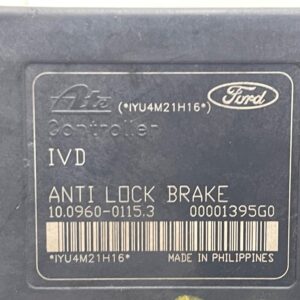 Ate (*IYU4M21H16*) Ford
Controller
IVD
ANTI LOCK BRAKE
10.0960-0115.3 00001395G0
*IYU4M21H16* MADE IN PHILIPPINES